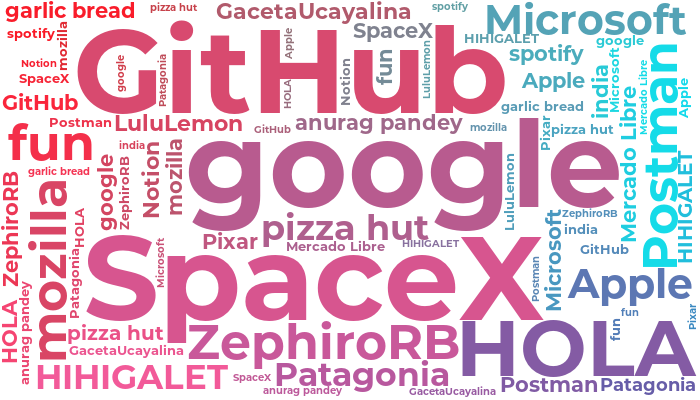 garlic bread
pizza hut
GacetaUcayalina
spotify
Microsoft
spotify
mozilla
GitHub
SpaceX
Apple
HIHIGALET
google
Notion
SpaceX
google
Patagonia
HOLA
Notion
fun
LuluLemon
spotify
Apple
india
Microsoft
Mercado Libre
Postman
Apple
GitHub
garlic bread
Postman
LuluLemon
GitHub
anurag pandey
mozilla
Pixar
pizza hut
Mercado Libre
fun
india
garlic bread
google
ZephiroRB
Notion
mozilla
google
LuluLemon
HIHIGALET
ZephiroRB
mozilla
HOLA
Patagonia
pizza hut
Microsoft
ZephiroRB
india
Pixar
Mercado Libre
HIHIGALET
GitHub
Microsoft
SpaceX
Postman
Apple
HOLA
anurag pandey
pizza hut
GacetaUcayalina
ZephiroRB
HOLA
fun
fun
Pixar
HIHIGALET
SpaceX
Patagonia
anurag pandey
GacetaUcayalina
Postman
Patagonia